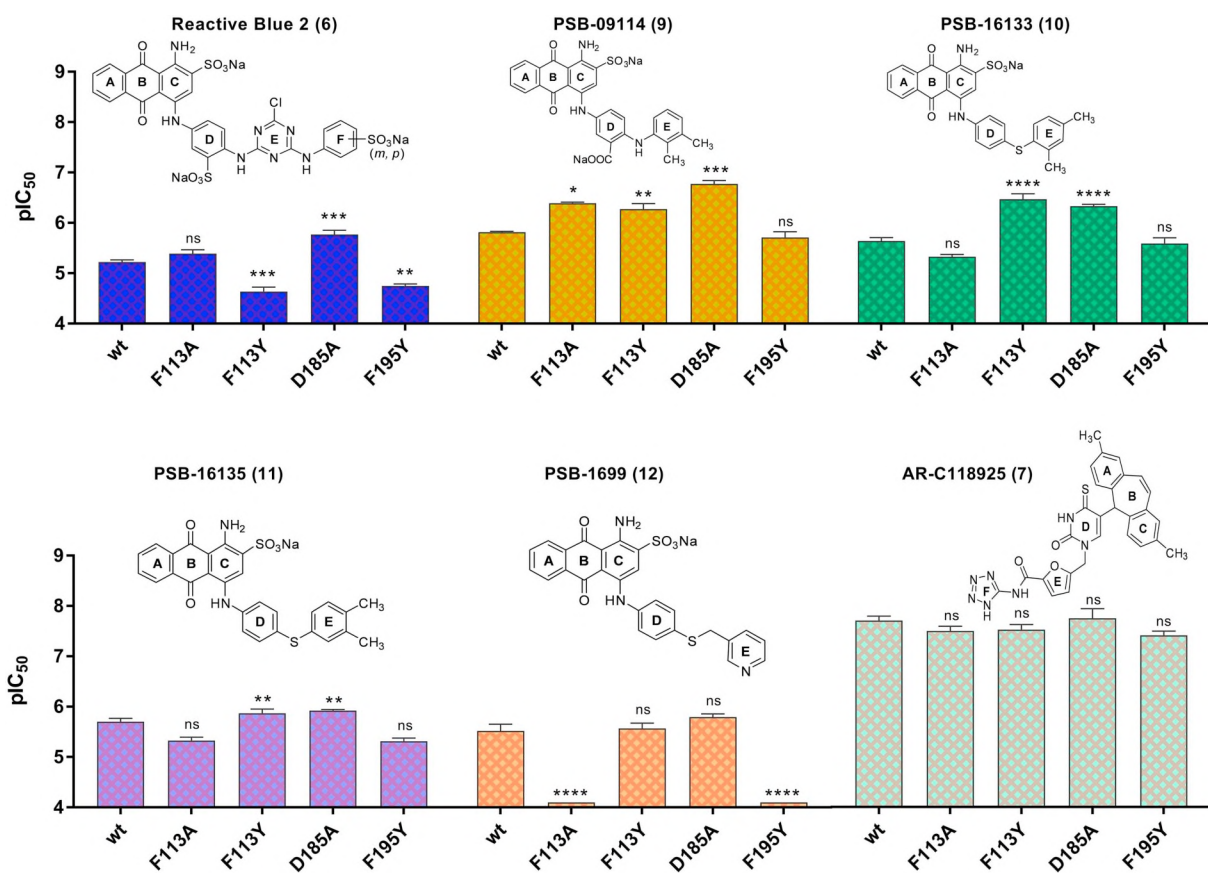 Reactive Blue 2 (6)
PSB-09114 (9)
PSB-16133 (10)
pIC50
9
8
7
6
5
4
O
NH2
SO3Na
A
B
C
O
HN
D
NaO3S
N
H
Cl
N
N
E
N
N
H
F
SO3Na
(m, p)
O
NH2
SO3Na
A
B
C
O
HN
D
E
CH3
NaOOC
N
H
CH3
O
NH2
SO3Na
A
B
C
O
HN
D
S
E
CH3
CH3
ns
***
***
**
*
**
***
ns
ns
****
****
ns
wt
F113A
F113Y
D185A
F195Y
wt
F113A
F113Y
D185A
F195Y
wt
F113A
F113Y
D185A
F195Y
PSB-16135 (11)
PSB-1699 (12)
AR-C118925 (7)
pIC50
9
8
7
6
5
4
O
NH2
SO3Na
A
B
C
O
HN
D
S
E
CH3
CH3
O
NH2
SO3Na
A
B
C
O
HN
D
S
E
N
H3C
A
B
C
CH3
S
HN
D
O
N
O
O
E
HN
N
N
F
N
N
H
ns
**
**
ns
****
ns
ns
****
ns
ns
ns
ns
wt
F113A
F113Y
D185A
F195Y
wt
F113A
F113Y
D185A
F195Y
wt
F113A
F113Y
D185A
F195Y